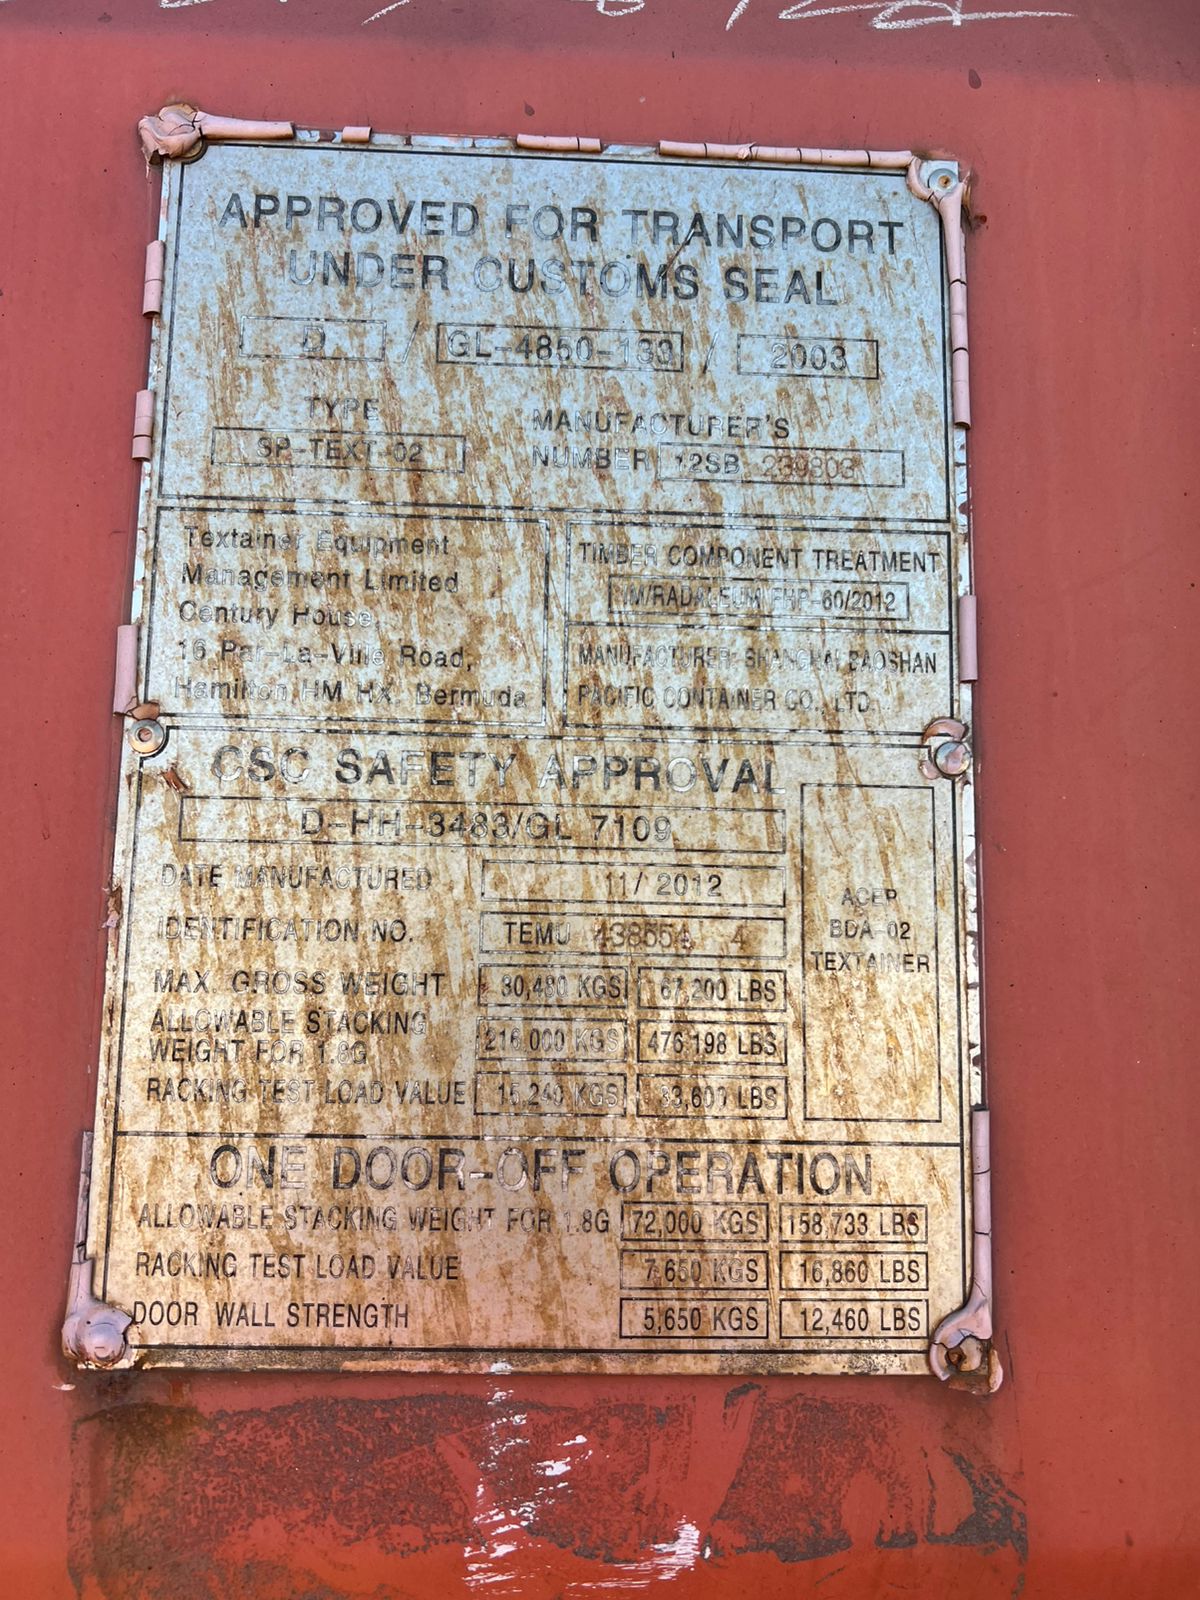 APPROVED FOR TRANSPORT
UNDER CUSTOMS SEAL
D / GL-4850-133 / 2003
TYPE
SP-TEXT-02
MANUFACTURER'S
NUMBER 12SB 239803
Textainer Equipment
Management Limited
Century House,
16 Par-La-Ville Road,
Hamilton HM HX, Bermuda
TIMBER COMPONENT TREATMENT
IM/RADALEUM FHP-60/2012
MANUFACTURER: SHANGHAI BAOSHAN
PACIFIC CONTAINER CO., LTD.
CSC SAFETY APPROVAL
D-HH-3483/GL 7109
DATE MANUFACTURED 11/ 2012
IDENTIFICATION NO. TEMU 438554 4
MAX. GROSS WEIGHT 30,480 KGS 67,200 LBS
ALLOWABLE STACKING
WEIGHT FOR 1.8G 216,000 KGS 476,198 LBS
RACKING TEST LOAD VALUE 15,240 KGS 33,600 LBS
ACEP
BDA-02
TEXTAINER
ONE DOOR-OFF OPERATION
ALLOWABLE STACKING WEIGHT FOR 1.8G 72,000 KGS 158,733 LBS
RACKING TEST LOAD VALUE 7,650 KGS 16,860 LBS
DOOR WALL STRENGTH 5,650 KGS 12,460 LBS